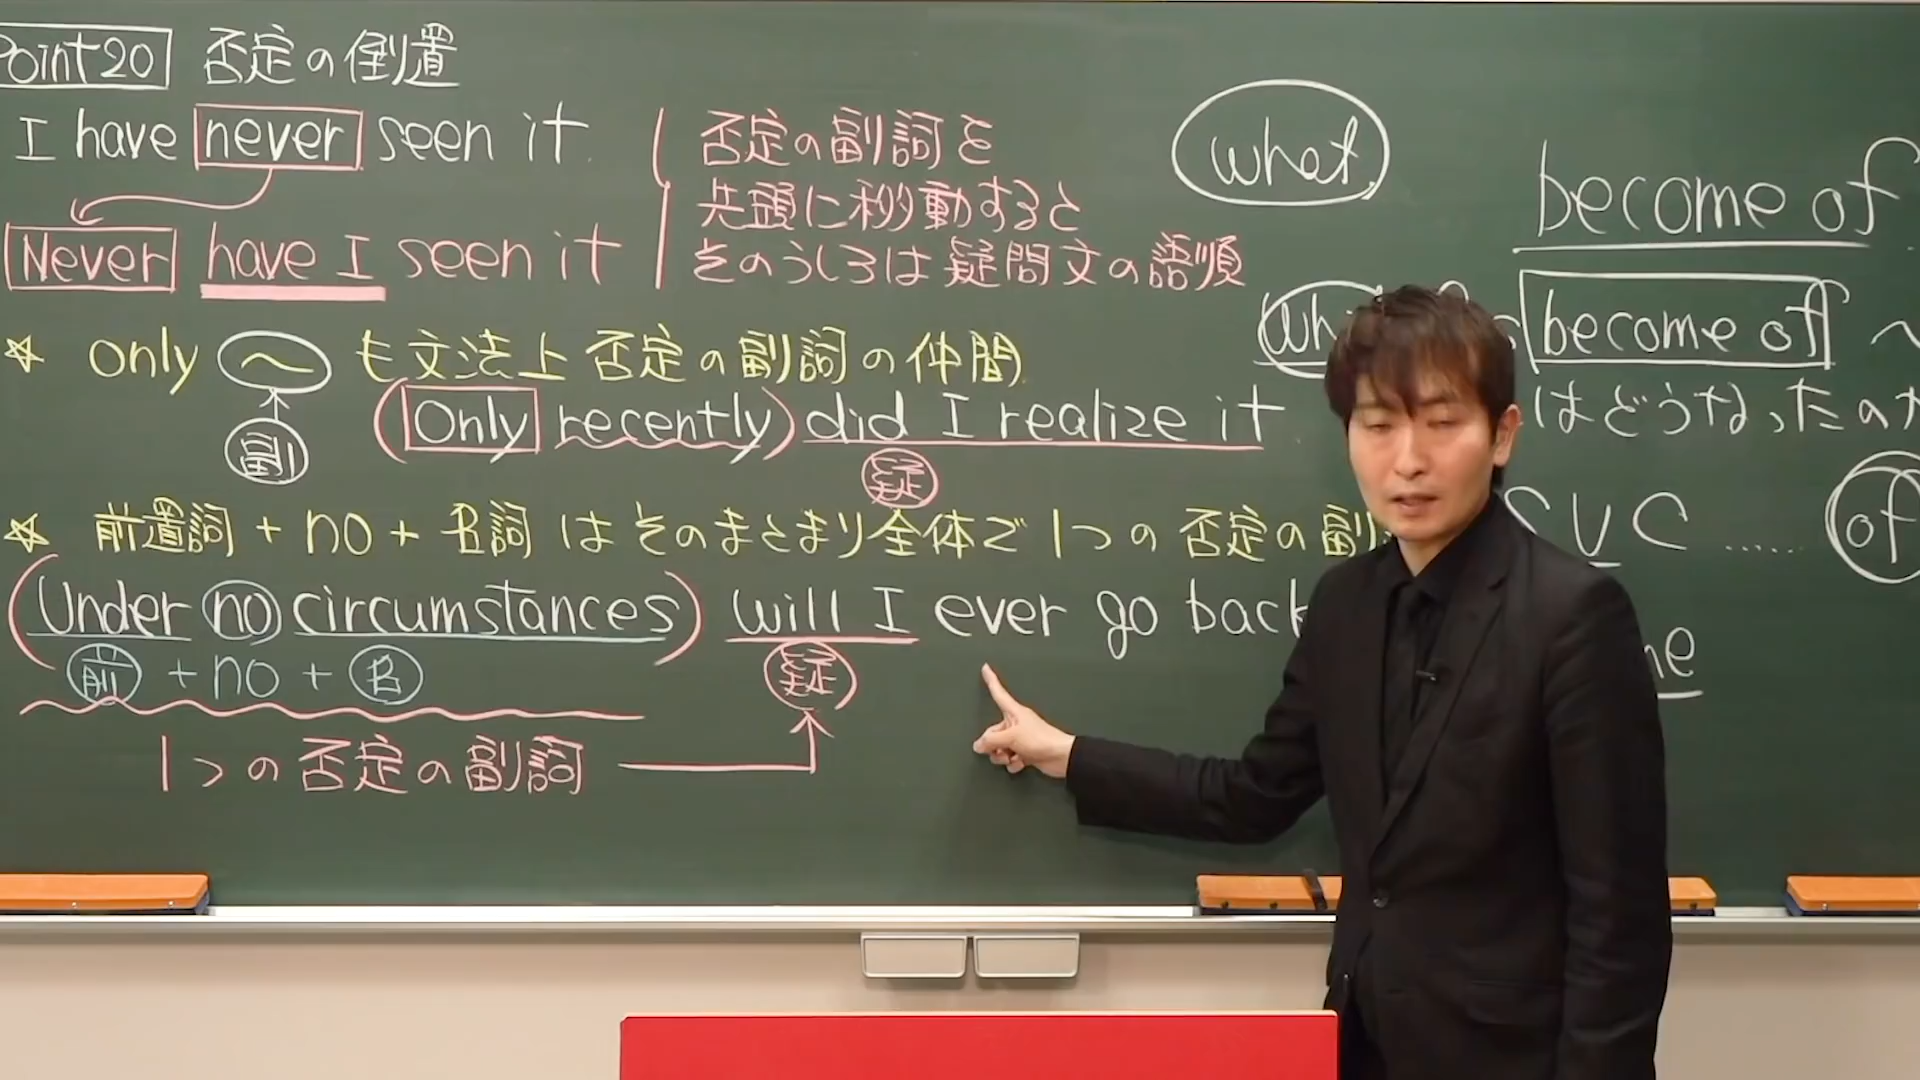 Point20 否定の倒置
I have never seen it.
Never have I seen it
否定の副詞を
先頭に移動すると
そのうしろは疑問文の語順
☆ only 〜 も文法上否定の副詞の仲間
副
(Only recently) did I realize it.
疑
☆ 前置詞 + no + 名詞 はそのまとまり全体で1つの否定の副
(Under no circumstances) will I ever go back
前 + no + 名
疑
1つの否定の副詞
what
become of
become of 〜
はどうなったのか
S V C ......
of